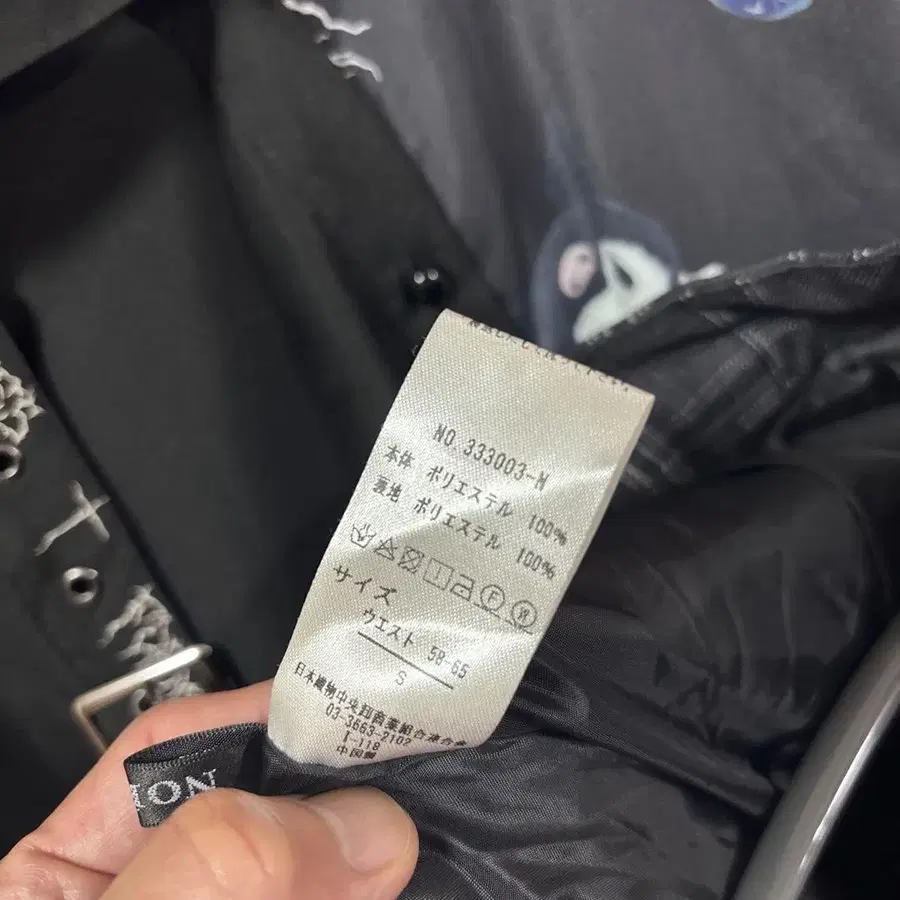 NO. 333003-M
本体 ポリエステル 100%
裏地 ポリエステル 100%
F W
サイズ
ウエスト 58-65
S
日本織物中央卸商業組合連合会
03-3663-2102
I-118
中国製
ION